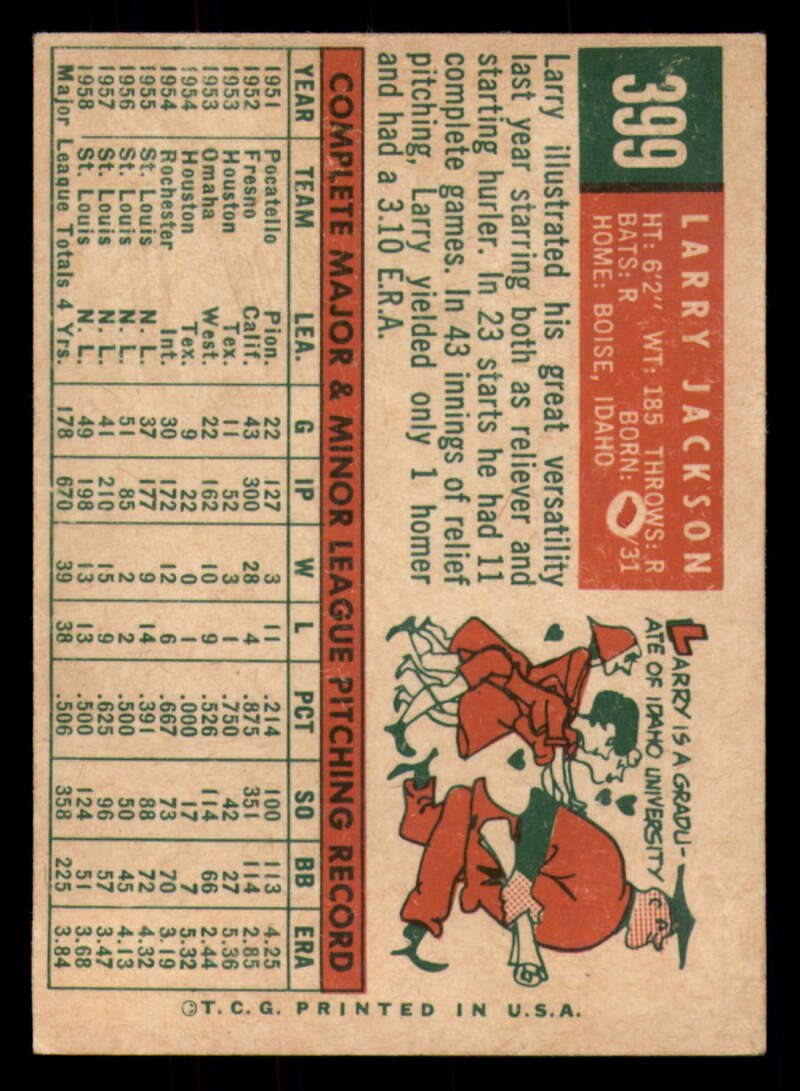 399
LARRY JACKSON
HT: 6'2" WT: 185 THROWS: R
BATS: R BORN: /31
HOME: BOISE, IDAHO
Larry illustrated his great versatility
last year starring both as reliever and
starting hurler. In 23 starts he had 11
complete games. In 43 innings of relief
pitching, Larry yielded only 1 homer
and had a 3.10 E.R.A.
LARRY IS A GRADU-
ATE OF IDAHO UNIVERSITY
COMPLETE MAJOR & MINOR LEAGUE PITCHING RECORD
YEAR TEAM LEA. G IP W L PCT SO BB ERA
1951 Pocatello Pion. 22 127 3 11 .214 100 113 4.25
1952 Fresno Calif. 43 300 28 4 .875 351 114 2.85
1953 Houston Tex. 11 52 3 1 .750 42 27 5.36
1953 Omaha West. 22 162 10 9 .526 114 66 2.44
1954 Houston Tex. 9 22 0 1 .000 17 7 5.32
1954 Rochester Int. 30 172 12 6 .667 73 70 3.19
1955 St. Louis N. L. 37 177 9 14 .391 88 72 4.32
1956 St. Louis N. L. 51 85 2 2 .500 50 45 4.13
1957 St. Louis N. L. 41 210 15 9 .625 96 57 3.47
1958 St. Louis N. L. 49 198 13 13 .500 124 51 3.68
Major League Totals 4 Yrs. 178 670 39 38 .506 358 225 3.84
©T.C.G. PRINTED IN U.S.A.